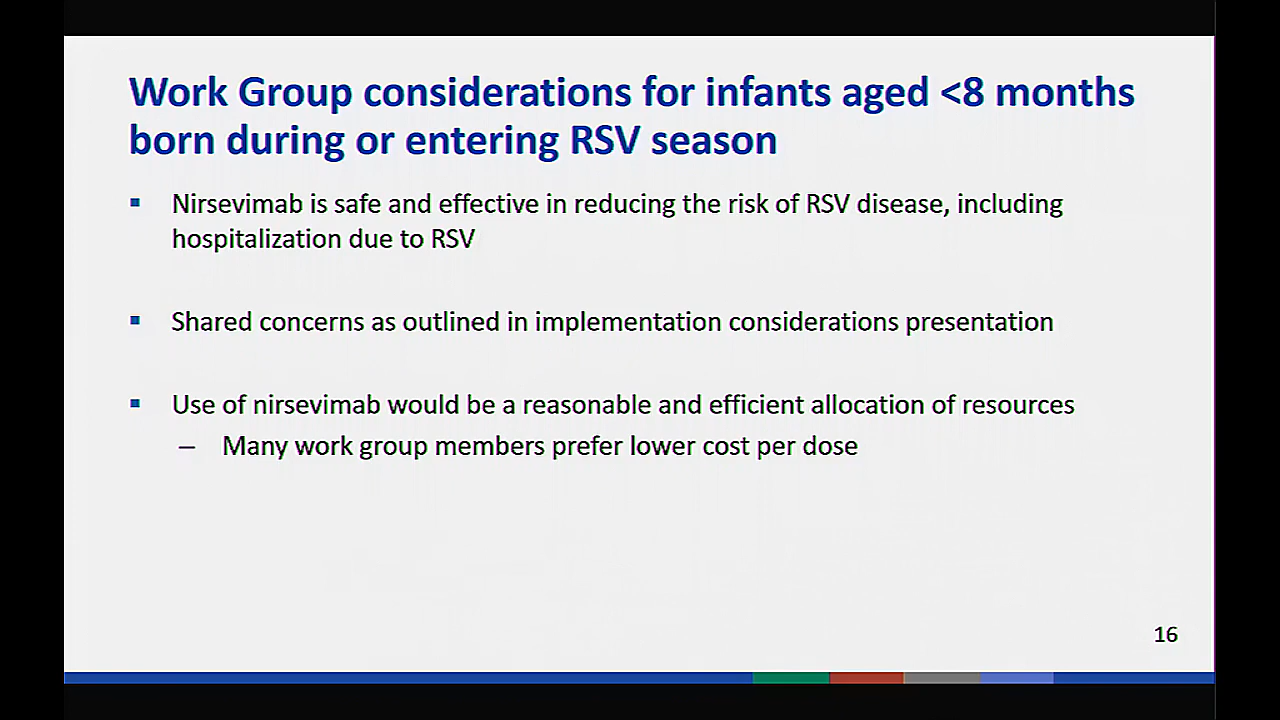 Work Group considerations for infants aged <8 months
born during or entering RSV season
▪ Nirsevimab is safe and effective in reducing the risk of RSV disease, including
hospitalization due to RSV
▪ Shared concerns as outlined in implementation considerations presentation
▪ Use of nirsevimab would be a reasonable and efficient allocation of resources
– Many work group members prefer lower cost per dose
16